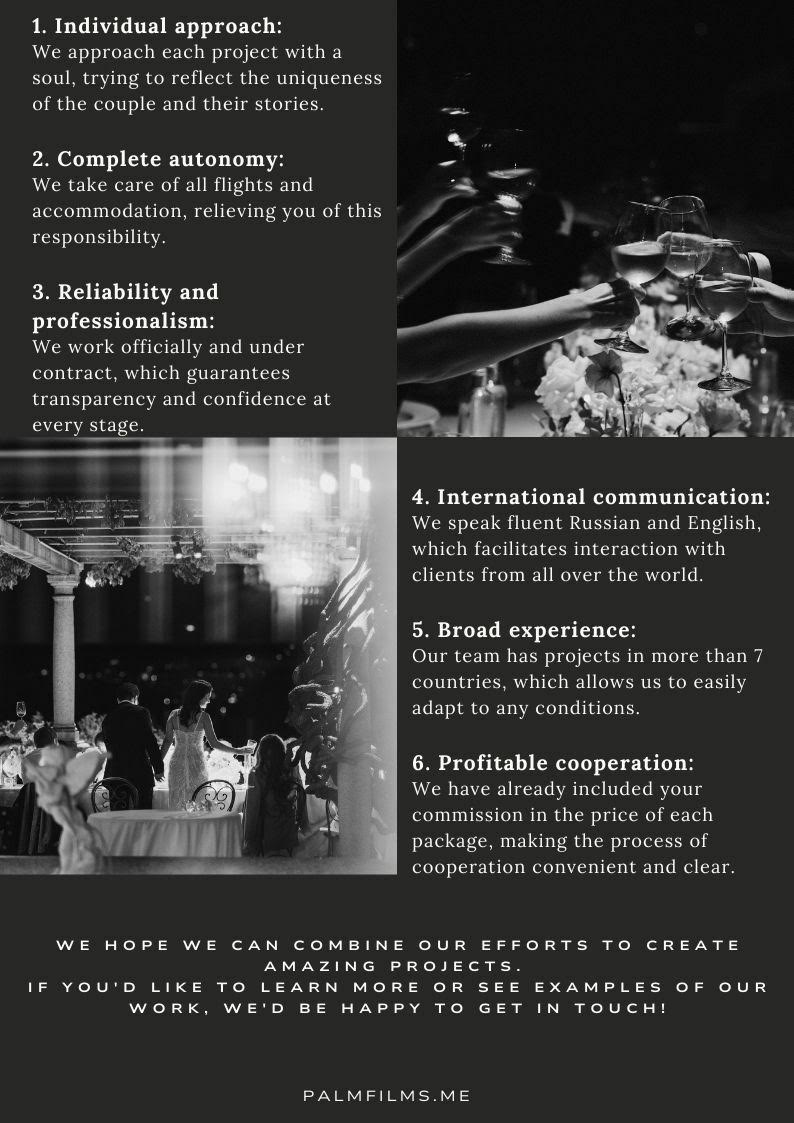 1. Individual approach:
We approach each project with a
soul, trying to reflect the uniqueness
of the couple and their stories.
2. Complete autonomy:
We take care of all flights and
accommodation, relieving you of this
responsibility.
3. Reliability and
professionalism:
We work officially and under
contract, which guarantees
transparency and confidence at
every stage.
4. International communication:
We speak fluent Russian and English,
which facilitates interaction with
clients from all over the world.
5. Broad experience:
Our team has projects in more than 7
countries, which allows us to easily
adapt to any conditions.
6. Profitable cooperation:
We have already included your
commission in the price of each
package, making the process of
cooperation convenient and clear.
WE HOPE WE CAN COMBINE OUR EFFORTS TO CREATE
AMAZING PROJECTS.
IF YOU'D LIKE TO LEARN MORE OR SEE EXAMPLES OF OUR
WORK, WE'D BE HAPPY TO GET IN TOUCH!
PALMFILMS.ME